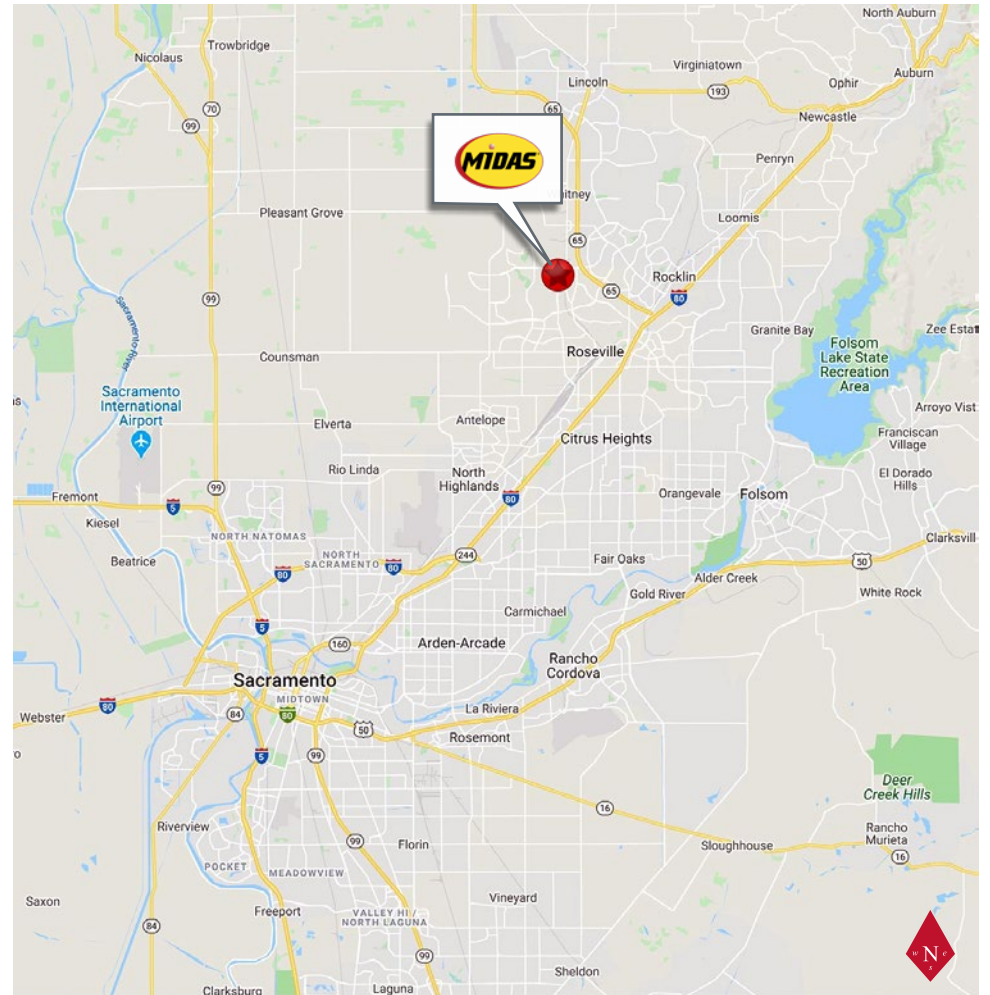 North Auburn
Trowbridge
Nicolaus
Virginiatown
Auburn
Lincoln
Ophir
193
70
65
99
Newcastle
MIDAS
Penryn
Pleasant Grove
Loomis
65
Rocklin
65
80
99
Sacramento River
Granite Bay
Folsom
Lake State
Recreation
Area
Roseville
Counsman
Sacramento
International
Airport
Arroyo Vist
Elverta
Antelope
Citrus Heights
Franciscan
Village
Rio Linda
North
Highlands
El Dorado
Hills
99
80
Orangevale
Folsom
Fremont
5
Kiesel
NORTH NATOMAS
Clarksvill
NORTH
SACRAMENTO
244
Beatrice
80
80
Fair Oaks
50
Alder Creek
White Rock
Gold River
Carmichael
5
160
Arden-Arcade
Rancho
Cordova
Sacramento
MIDTOWN
80
84
80
La Riviera
Webster
50
Rosemont
5
99
Deer
Creek Hills
16
Riverview
Rancho
Murieta
99
Florin
Sloughhouse
16
POCKET
MEADOWVIEW
Saxon
Vineyard
Freeport
VALLEY HI /
NORTH LAGUNA
84
99
w N e
s
Sheldon
Clarksburg
Laguna